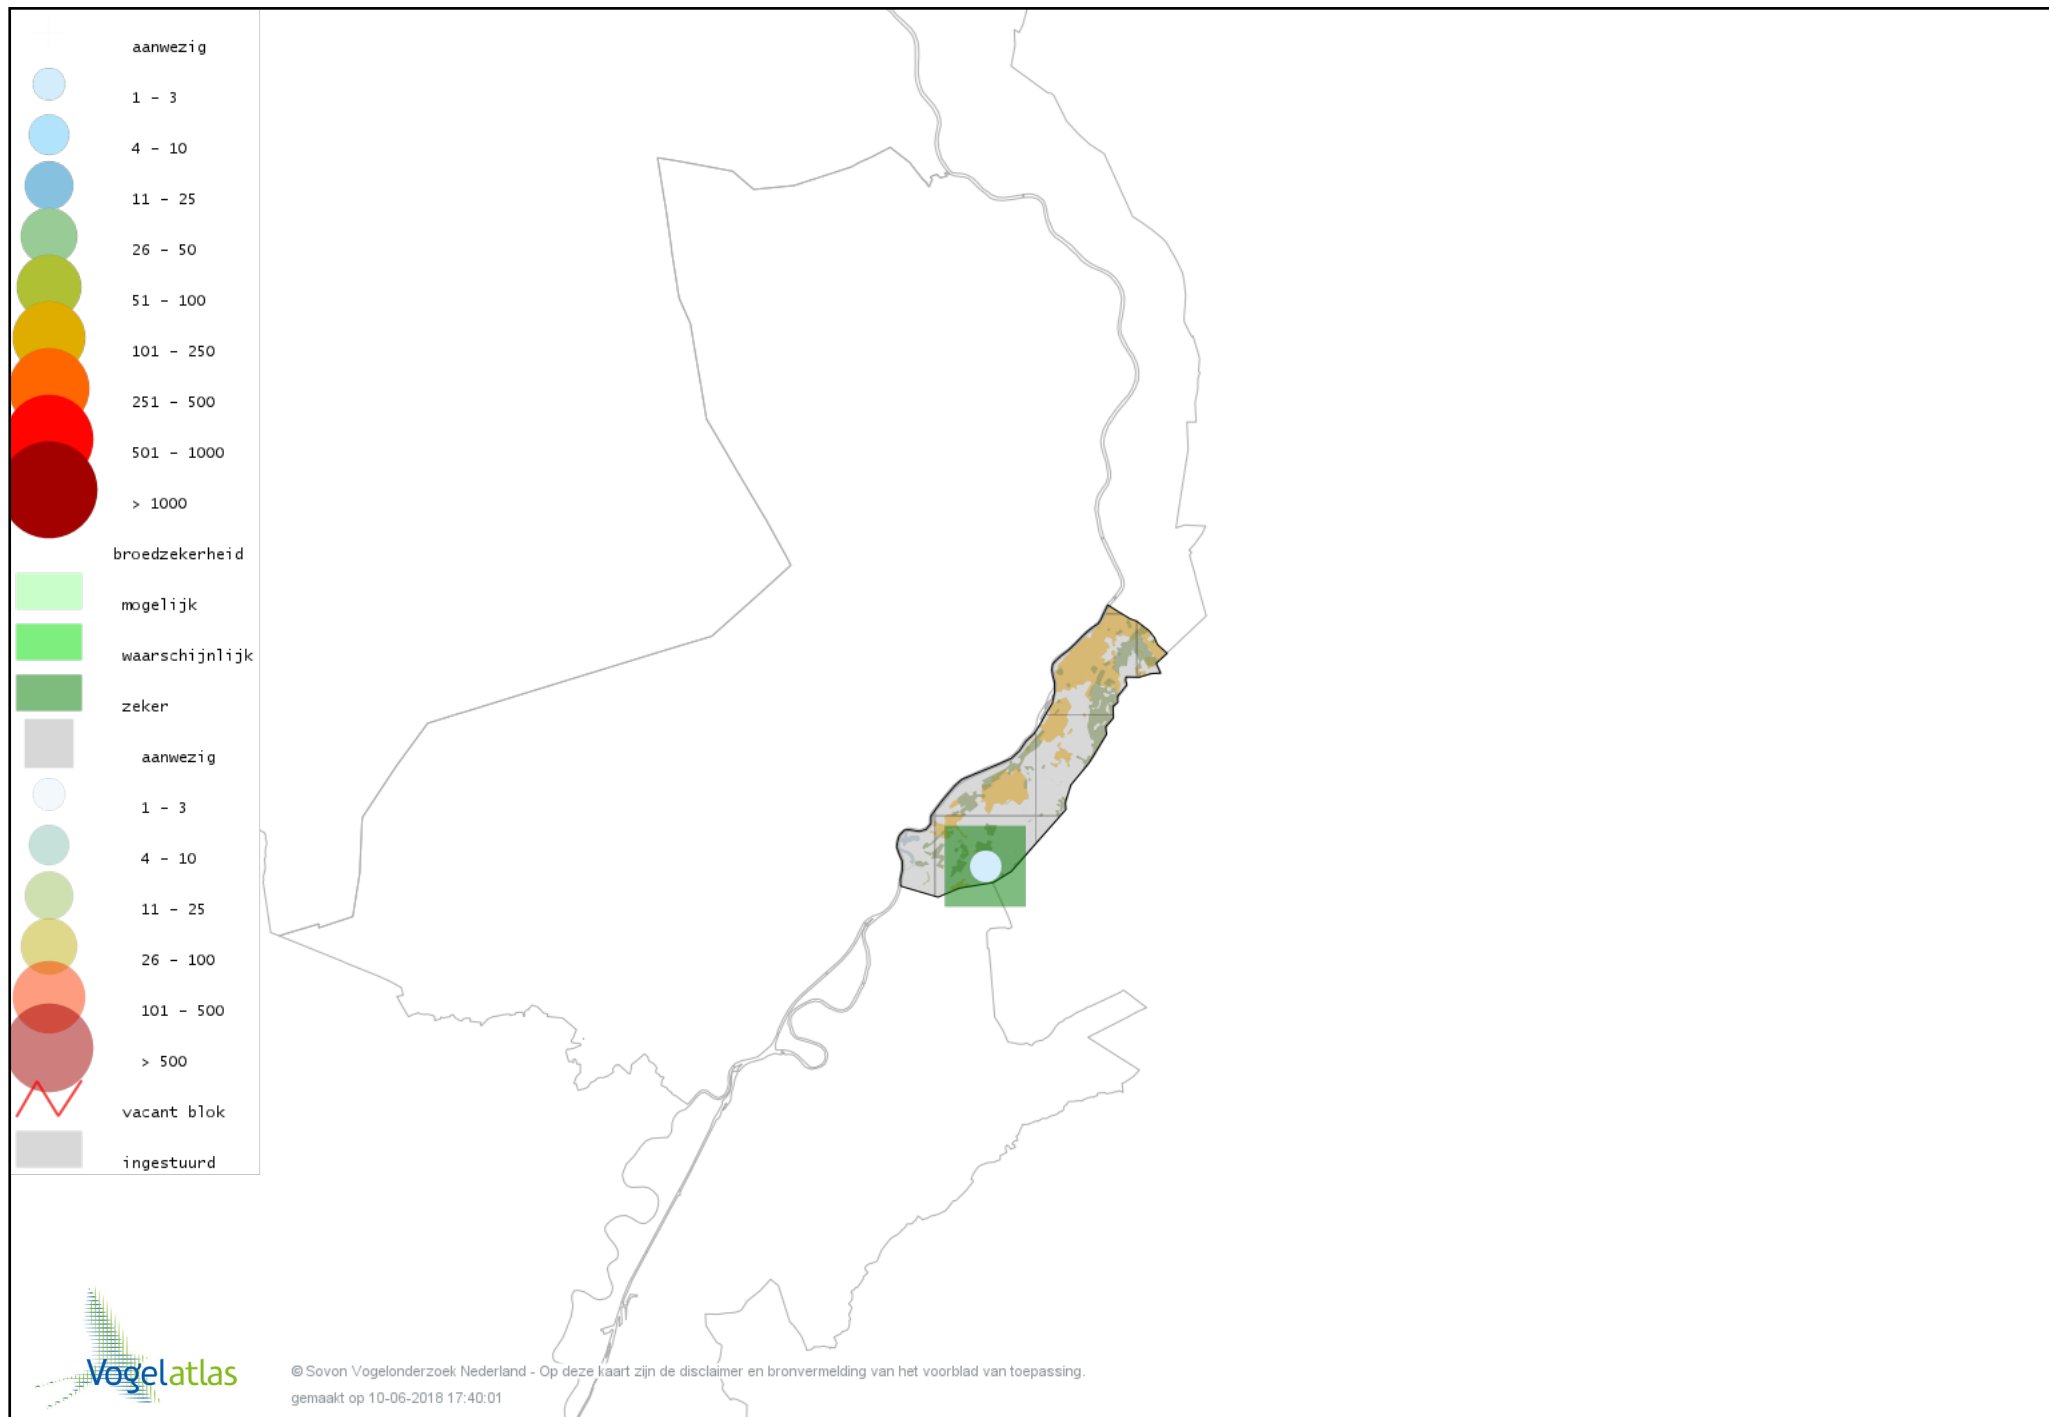 aanwezig
1 - 3
4 - 10
11 - 25
26 - 50
51 - 100
101 - 250
251 - 500
501 - 1000
> 1000
broedzekerheid
mogelijk
waarschijnlijk
zeker
aanwezig
1 - 3
4 - 10
11 - 25
26 - 100
101 - 500
> 500
vacant blok
ingestuurd
Vogelatlas
© Sovon Vogelonderzoek Nederland - Op deze kaart zijn de disclaimer en bronvermelding van het voorblad van toepassing.
gemaakt op 10-06-2018 17:40:01